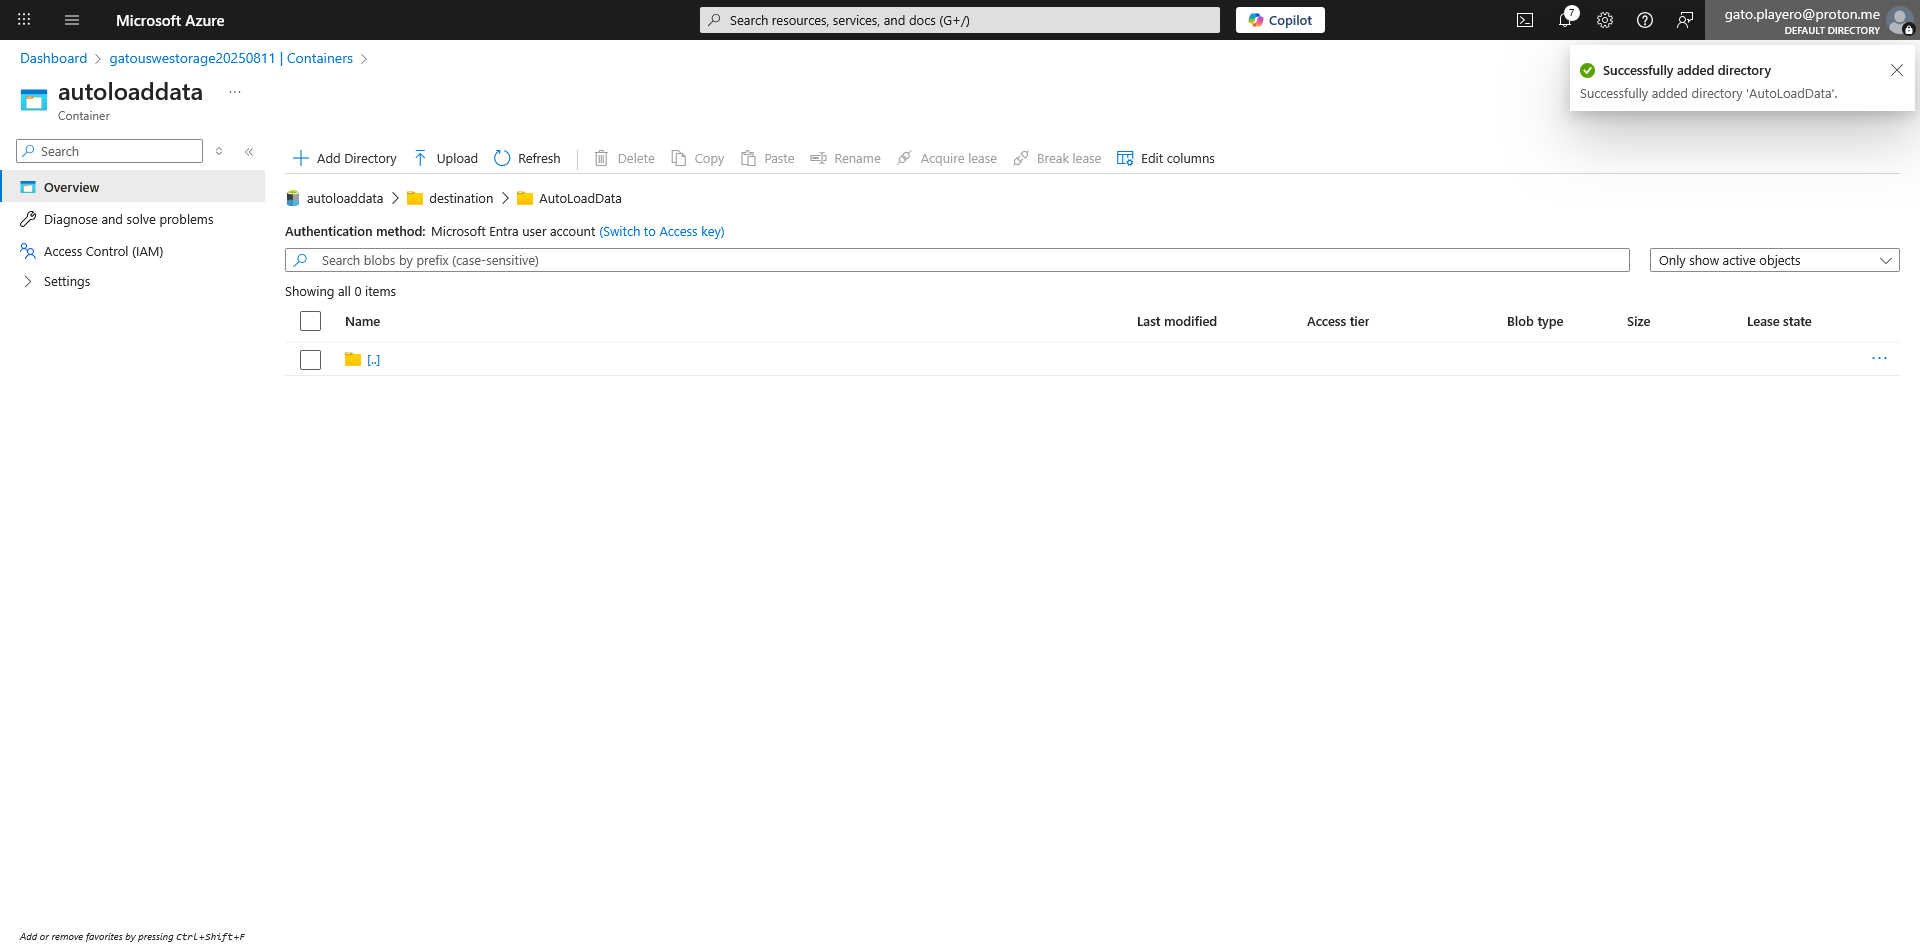 Microsoft Azure
Search resources, services, and docs (G+/)
Copilot
7
gato.playero@proton.me
DEFAULT DIRECTORY
Dashboard
gatouswestorage20250811 | Containers
autoloaddata
...
Container
Successfully added directory
Successfully added directory 'AutoLoadData'.
Search
Overview
Diagnose and solve problems
Access Control (IAM)
Settings
Add Directory
Upload
Refresh
Delete
Copy
Paste
Rename
Acquire lease
Break lease
Edit columns
autoloaddata > destination > AutoLoadData
Authentication method: Microsoft Entra user account (Switch to Access key)
Search blobs by prefix (case-sensitive)
Only show active objects
Showing all 0 items
Name Last modified Access tier Blob type Size Lease state
[..]
...
Add or remove favorites by pressing Ctrl+Shift+F